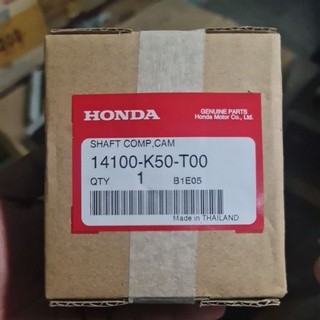 HONDA
GENUINE PARTS
Honda Motor Co., Ltd.
SHAFT COMP,CAM
14100-K50-T00
QTY 1 B1E05
Made in THAILAND